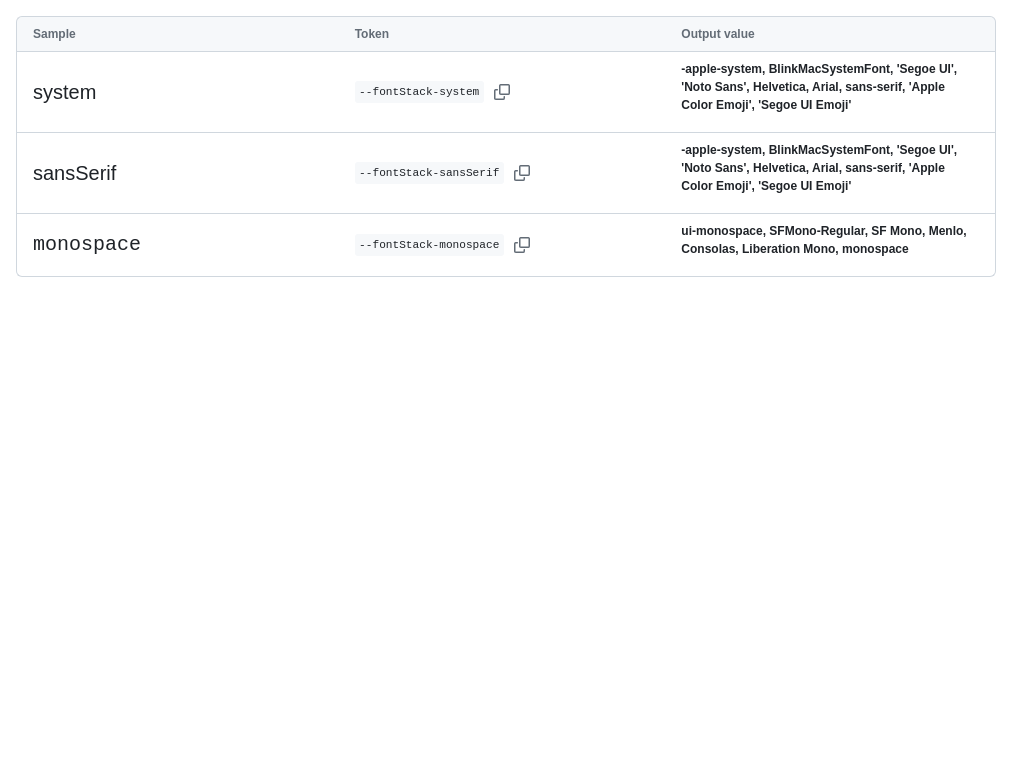 Sample Token Output value
system --fontStack-system -apple-system, BlinkMacSystemFont, 'Segoe UI',
'Noto Sans', Helvetica, Arial, sans-serif, 'Apple
Color Emoji', 'Segoe UI Emoji'
sansSerif --fontStack-sansSerif -apple-system, BlinkMacSystemFont, 'Segoe UI',
'Noto Sans', Helvetica, Arial, sans-serif, 'Apple
Color Emoji', 'Segoe UI Emoji'
monospace --fontStack-monospace ui-monospace, SFMono-Regular, SF Mono, Menlo,
Consolas, Liberation Mono, monospace